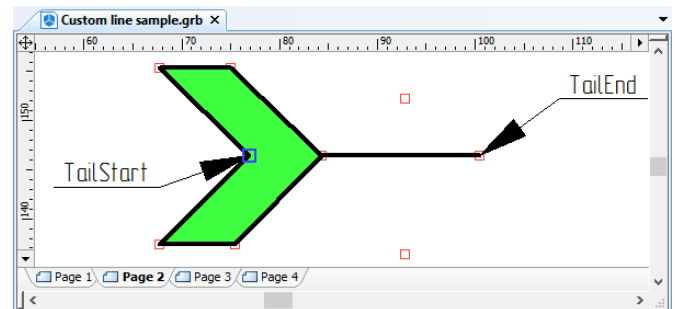 Custom line sample.grb
60 70 80 90 100 110
150
TailEnd
TailStart
140
Page 1 Page 2 Page 3 Page 4